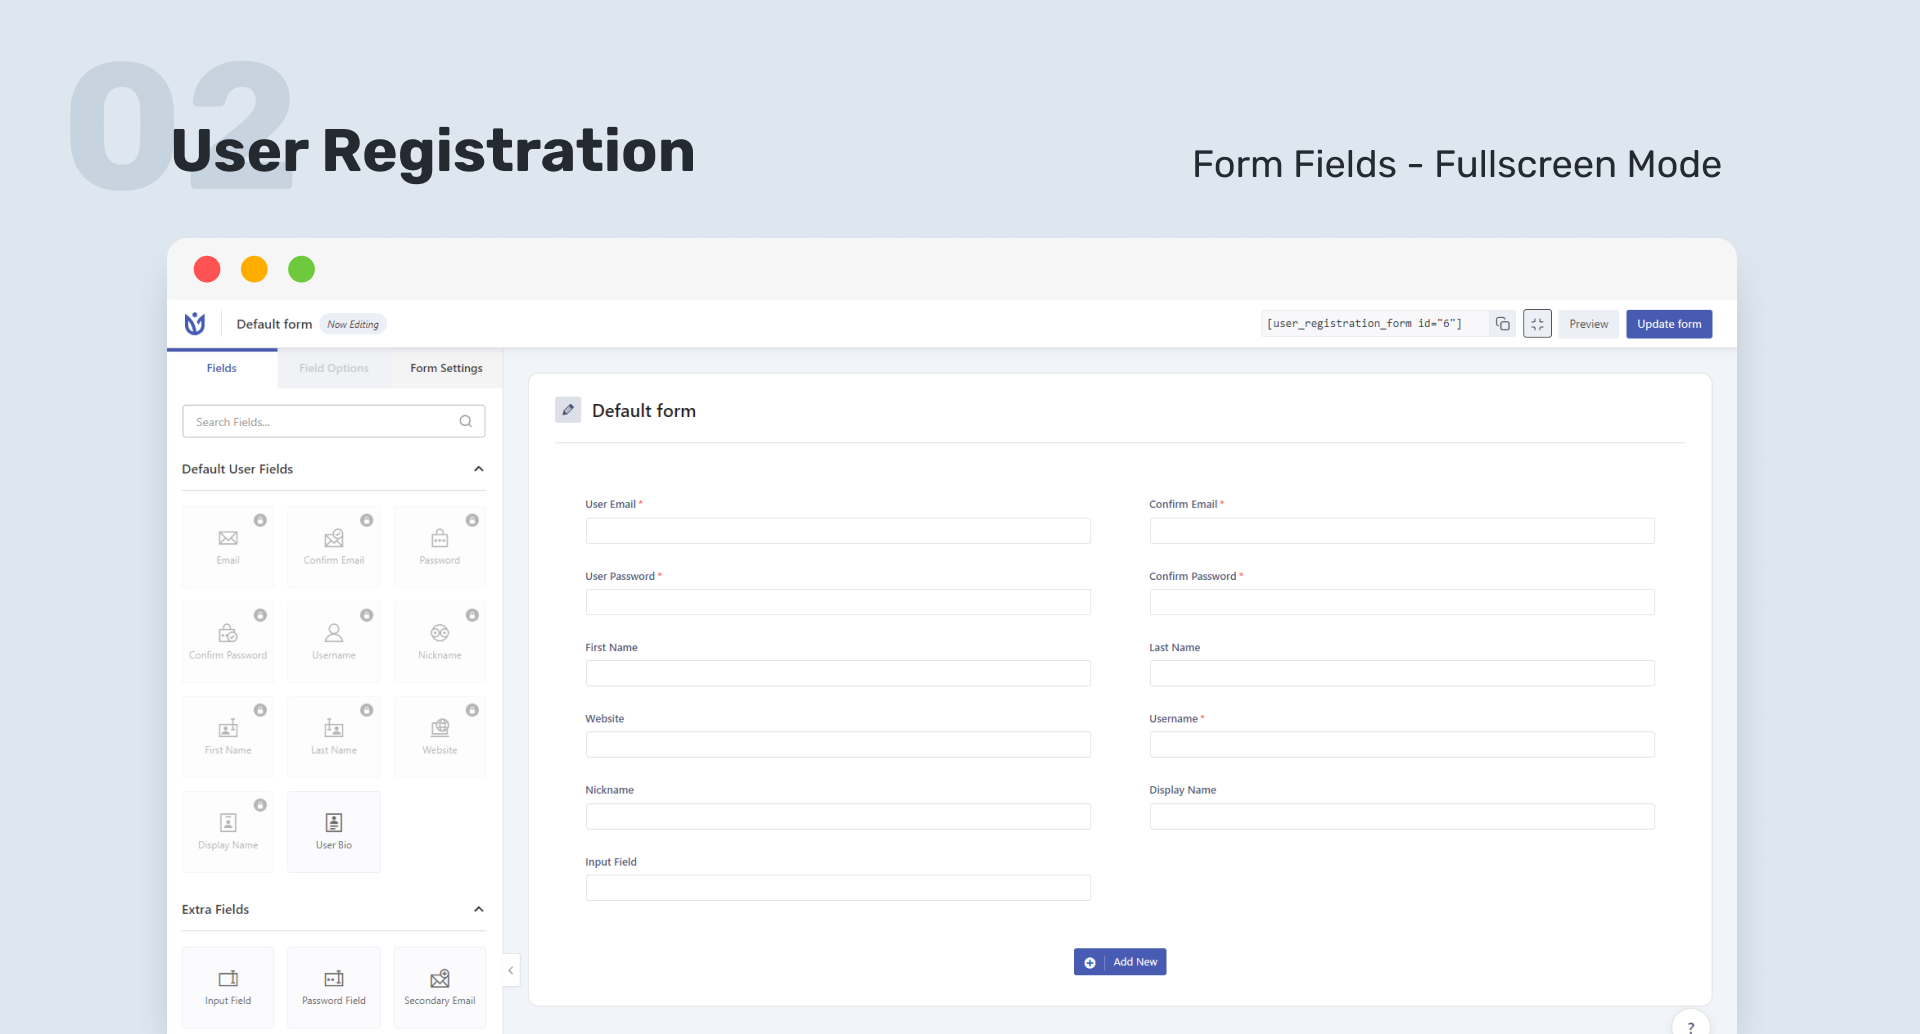 02
User Registration
Form Fields - Fullscreen Mode
Default form
Now Editing
[user_registration_form id="6"]
Preview
Update form
Fields
Field Options
Form Settings
Search Fields...
Default User Fields
Email
Confirm Email
Password
Confirm Password
Username
Nickname
First Name
Last Name
Website
Display Name
User Bio
Extra Fields
Input Field
Password Field
Secondary Email
Default form
User Email *
Confirm Email *
User Password *
Confirm Password *
First Name
Last Name
Website
Username *
Nickname
Display Name
Input Field
Add New
?